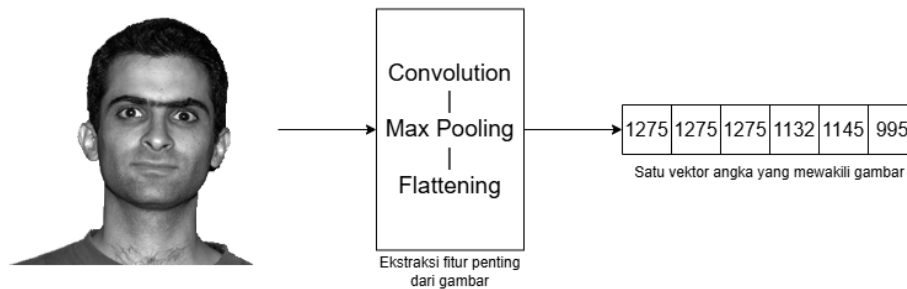 Convolution
|
Max Pooling
|
Flattening
1275 1275 1275 1132 1145 995
Satu vektor angka yang mewakili gambar
Ekstraksi fitur penting
dari gambar